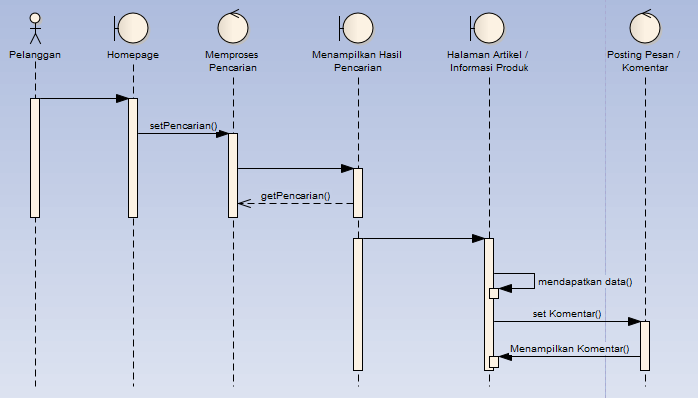 Pelanggan
Homepage
Memproses
Pencarian
Menampilkan Hasil
Pencarian
Halaman Artikel /
Informasi Produk
Posting Pesan /
Komentar
setPencarian()
getPencarian()
mendapatkan data()
set Komentar()
Menampilkan Komentar()